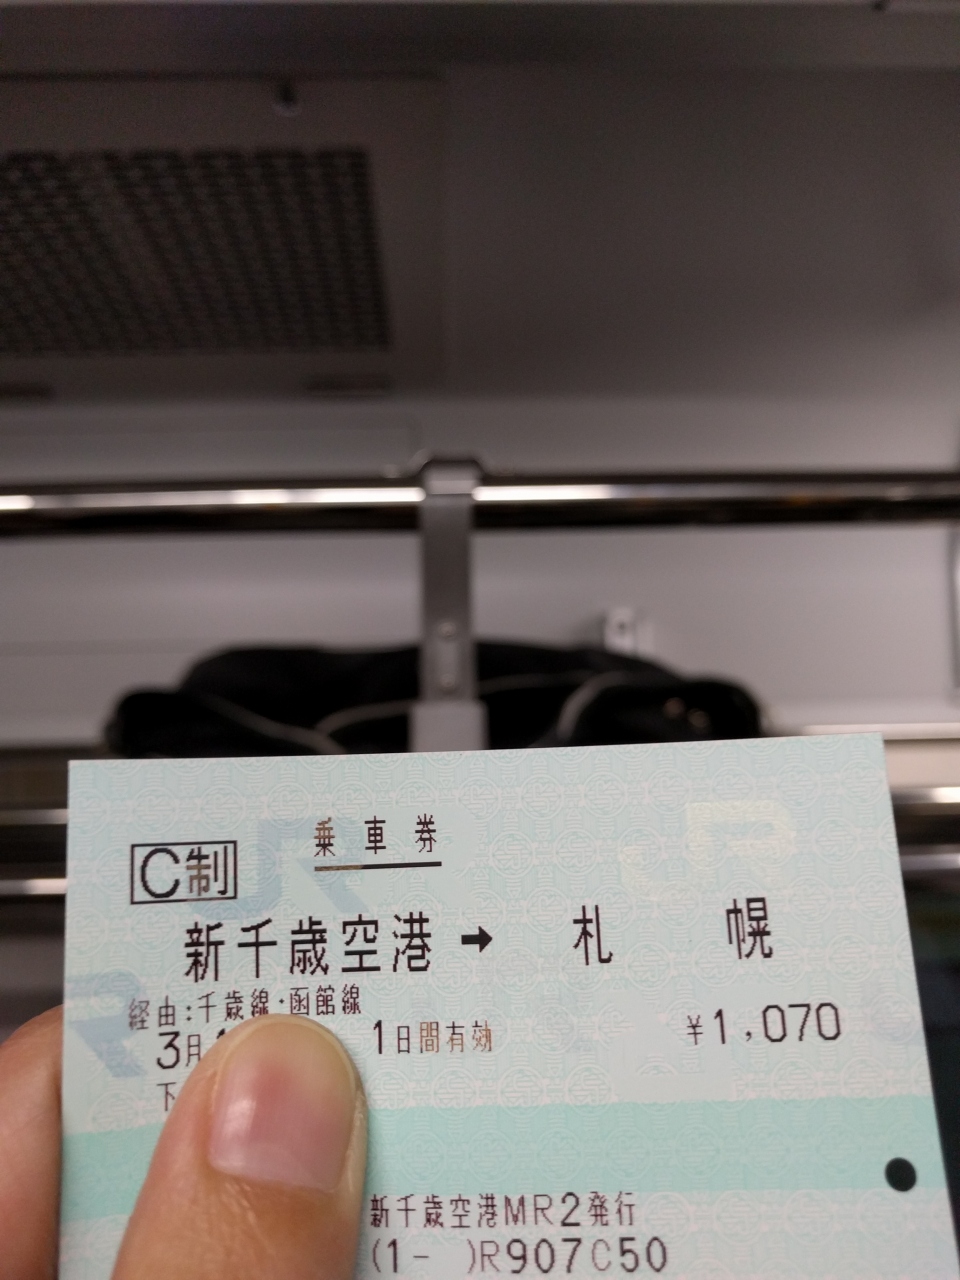 C制
乗車券
新千歳空港→札幌
経由:千歳線・函館線
3月 1日間有効 ¥1,070
下
新千歳空港MR2発行
(1- )R907C50